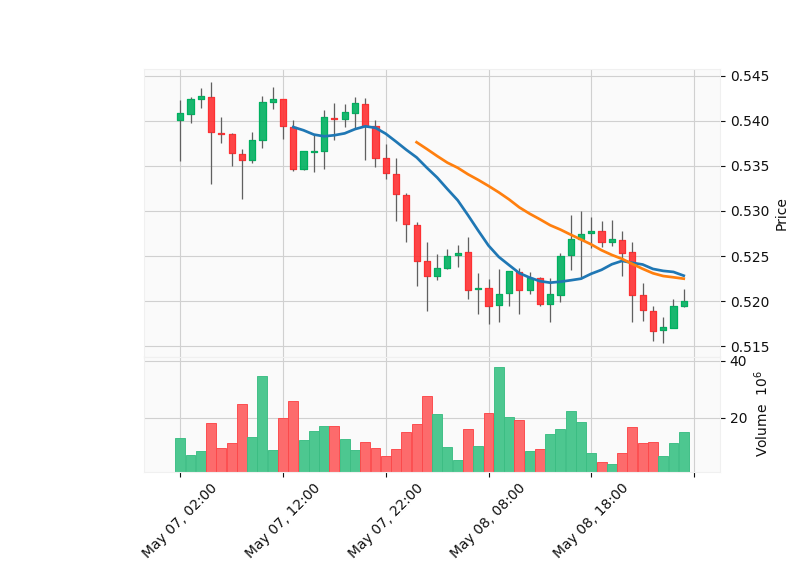 0.545
0.540
0.535
0.530
0.525
0.520
0.515
Price
40
20
Volume 10^6
May 07, 02:00
May 07, 12:00
May 07, 22:00
May 08, 08:00
May 08, 18:00